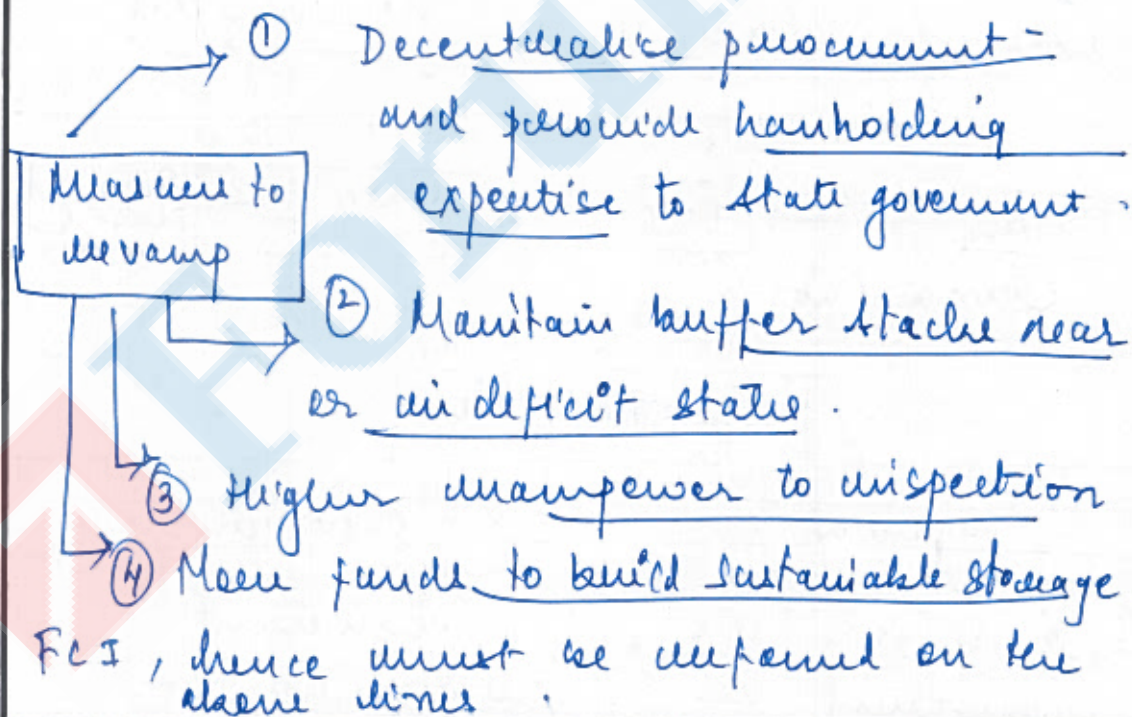 ① Decentralise procurement -
and provide handholding
expertise to State government.
Measures to
revamp
② Maintain buffer stocks near
or in deficit states.
③ Higher manpower to inspection
④ More funds to build sustainable storage
FCI, hence must be reformed on the
above lines.
Forum